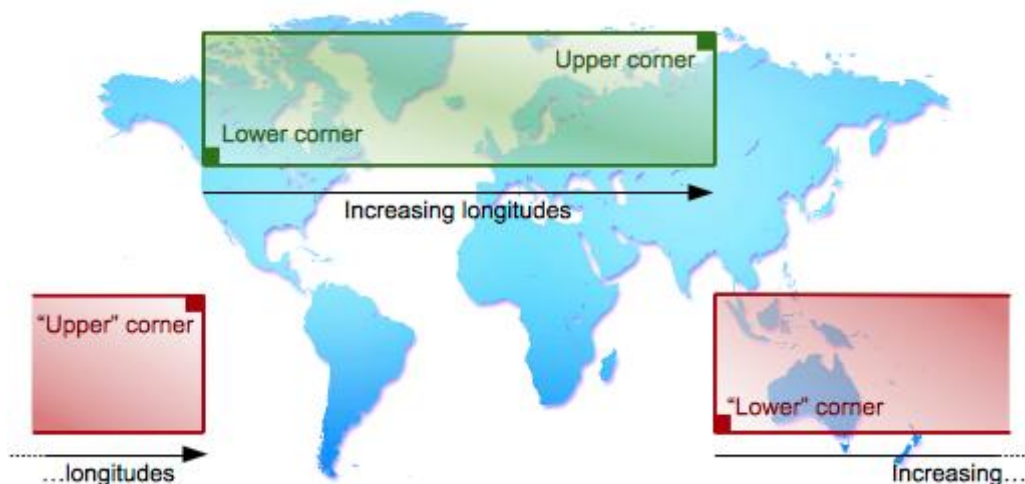 Upper corner
Lower corner
Increasing longitudes
“Upper” corner
“Lower” corner
…longitudes
Increasing…